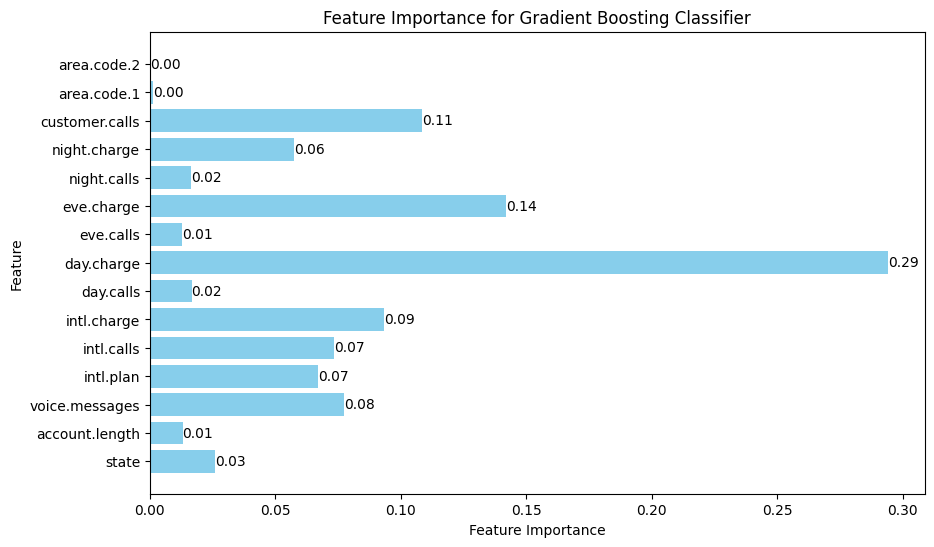 Feature Importance for Gradient Boosting Classifier
Feature
area.code.2 0.00
area.code.1 0.00
customer.calls 0.11
night.charge 0.06
night.calls 0.02
eve.charge 0.14
eve.calls 0.01
day.charge 0.29
day.calls 0.02
intl.charge 0.09
intl.calls 0.07
intl.plan 0.07
voice.messages 0.08
account.length 0.01
state 0.03
0.00 0.05 0.10 0.15 0.20 0.25 0.30
Feature Importance